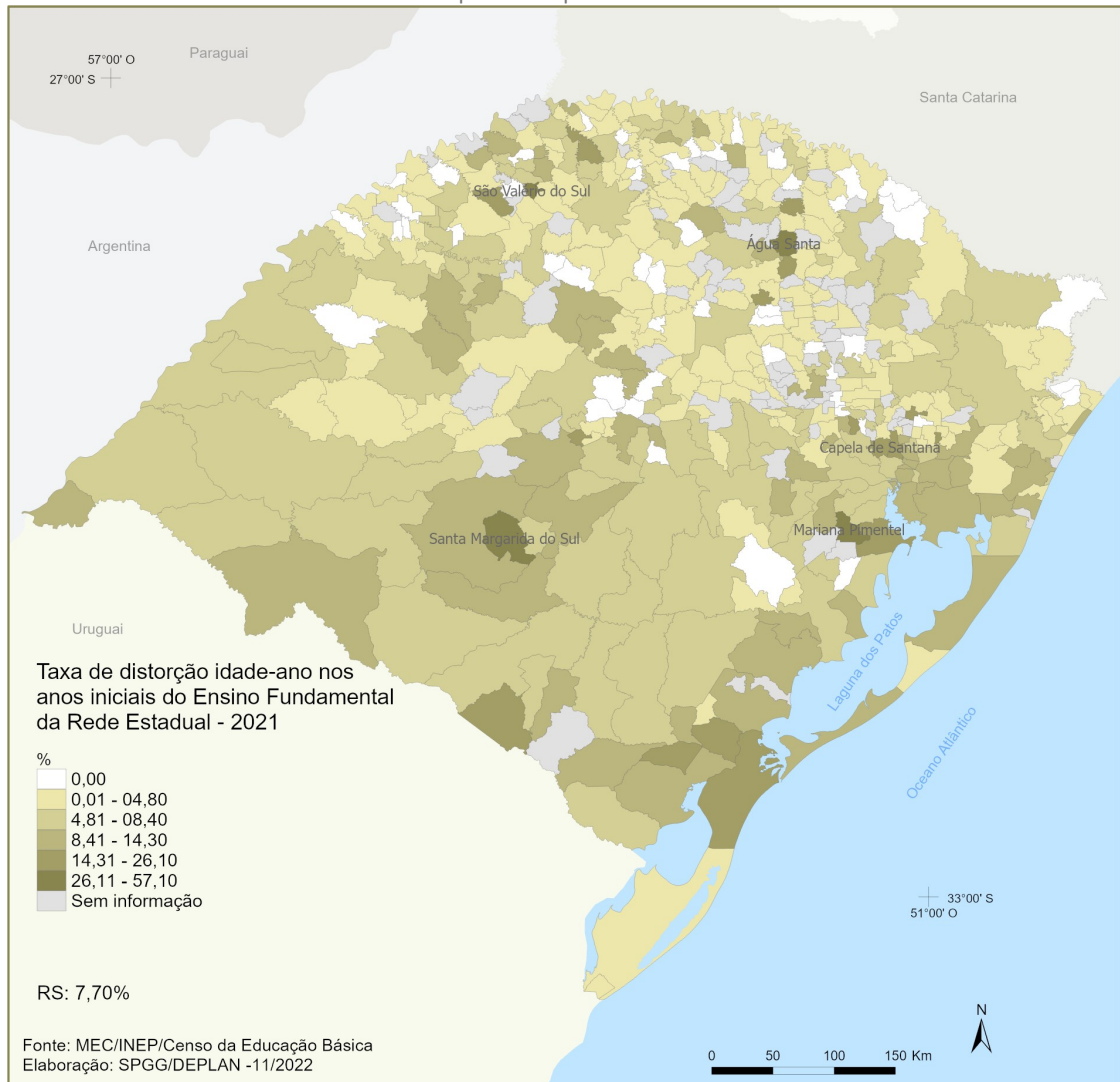 Paraguai
57°00' O
27°00' S
Santa Catarina
São Valério do Sul
Argentina
Água Santa
Capela de Santana
Mariana Pimentel
Santa Margarida do Sul
Uruguai
Laguna dos Patos
Oceano Atlântico
Taxa de distorção idade-ano nos
anos iniciais do Ensino Fundamental
da Rede Estadual - 2021
%
0,00
0,01 - 04,80
4,81 - 08,40
8,41 - 14,30
14,31 - 26,10
26,11 - 57,10
Sem informação
33°00' S
51°00' O
RS: 7,70%
N
Fonte: MEC/INEP/Censo da Educação Básica
Elaboração: SPGG/DEPLAN -11/2022
0 50 100 150 Km